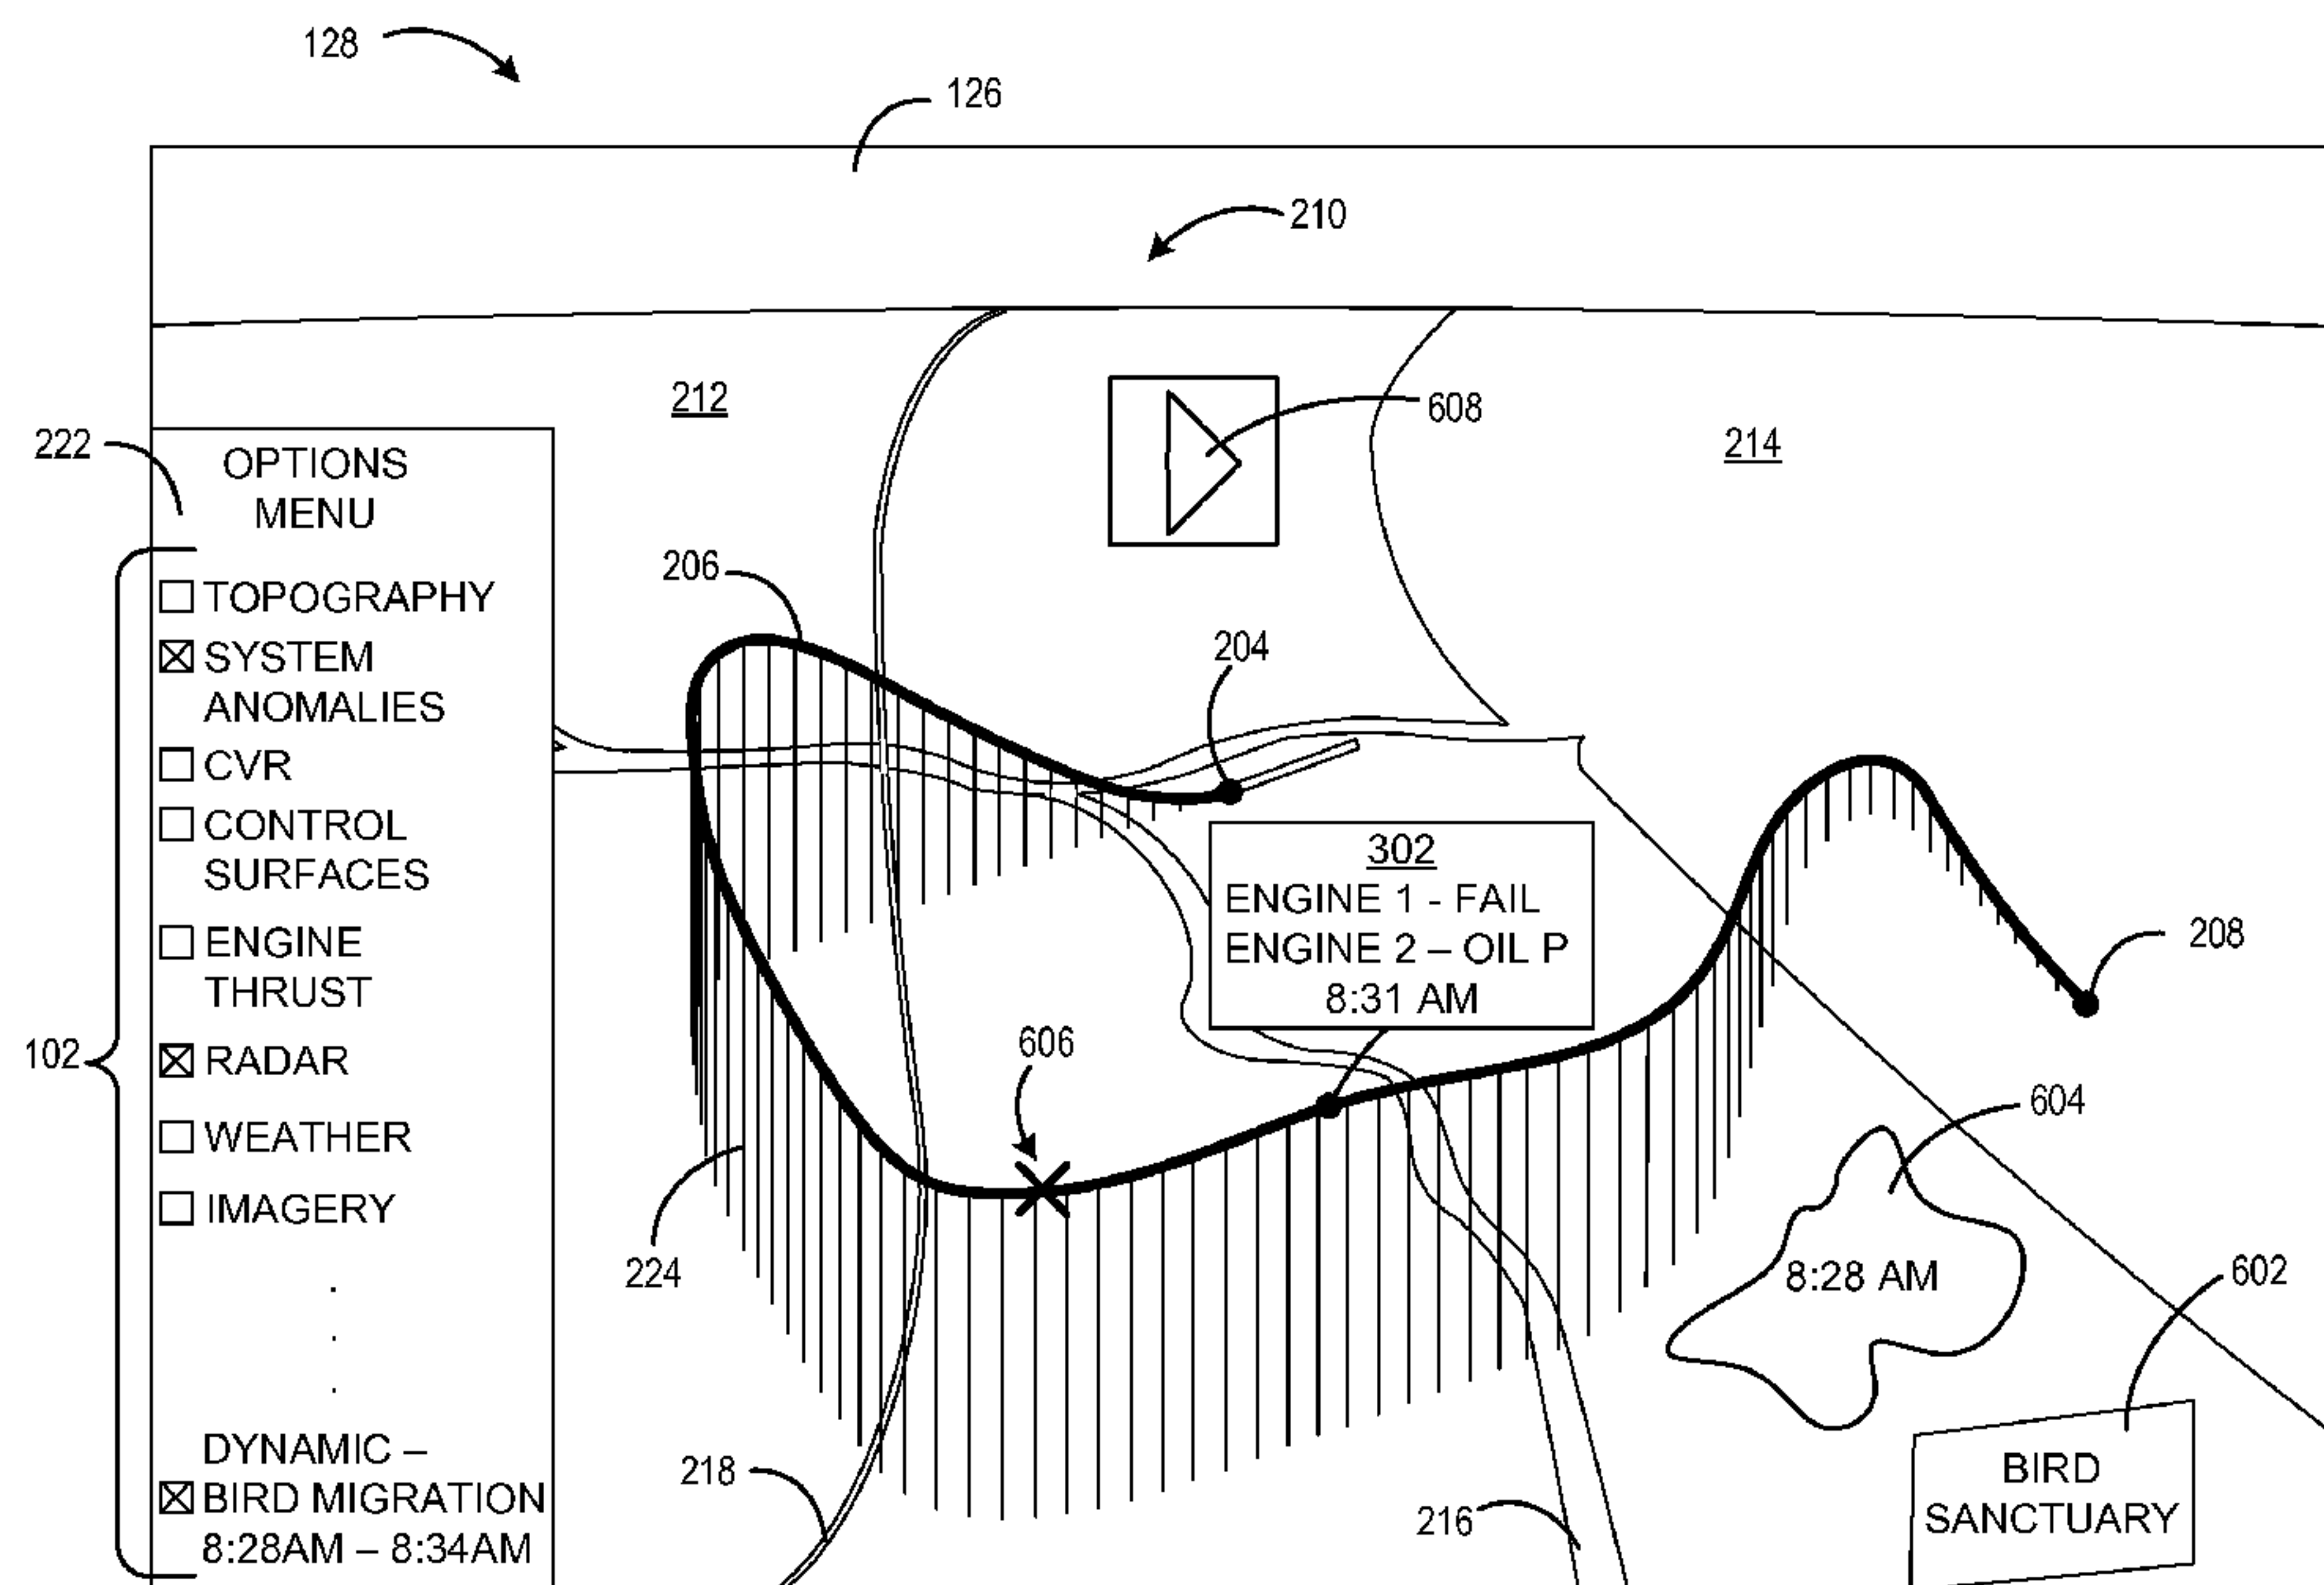 128
126
210
212
608
214
222
OPTIONS
MENU
206
TOPOGRAPHY
204
SYSTEM
ANOMALIES
CVR
CONTROL
SURFACES
302
ENGINE 1 - FAIL
ENGINE 2 – OIL P
8:31 AM
208
ENGINE
THRUST
102
RADAR
606
604
WEATHER
IMAGERY
224
8:28 AM
602
DYNAMIC –
BIRD MIGRATION
8:28AM – 8:34AM
218
216
BIRD
SANCTUARY